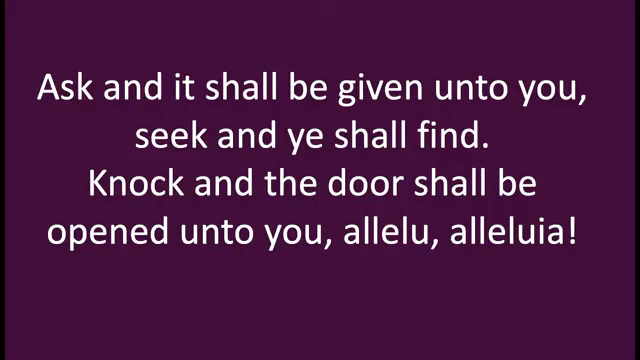 Ask and it shall be given unto you,
seek and ye shall find.
Knock and the door shall be
opened unto you, allelu, alleluia!